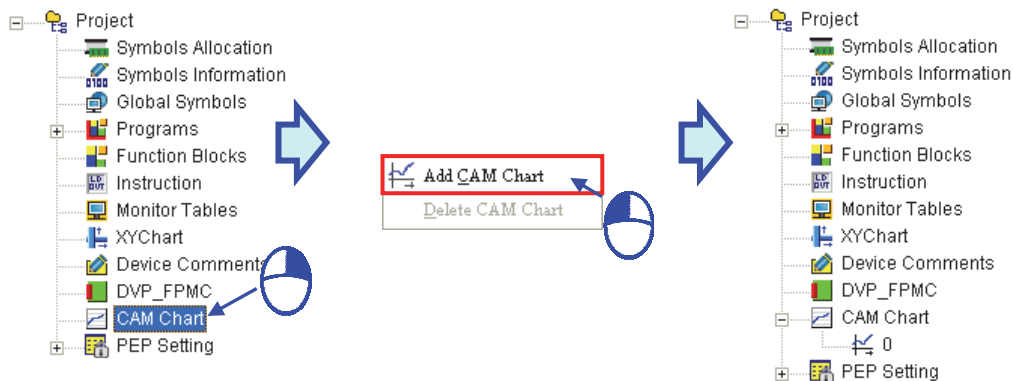 Project
Symbols Allocation
Symbols Information
Global Symbols
Programs
Function Blocks
Instruction
Monitor Tables
XYChart
Device Comments
DVP_FPMC
CAM Chart
PEP Setting
Add CAM Chart
Delete CAM Chart
Project
Symbols Allocation
Symbols Information
Global Symbols
Programs
Function Blocks
Instruction
Monitor Tables
XYChart
Device Comments
DVP_FPMC
CAM Chart
0
PEP Setting